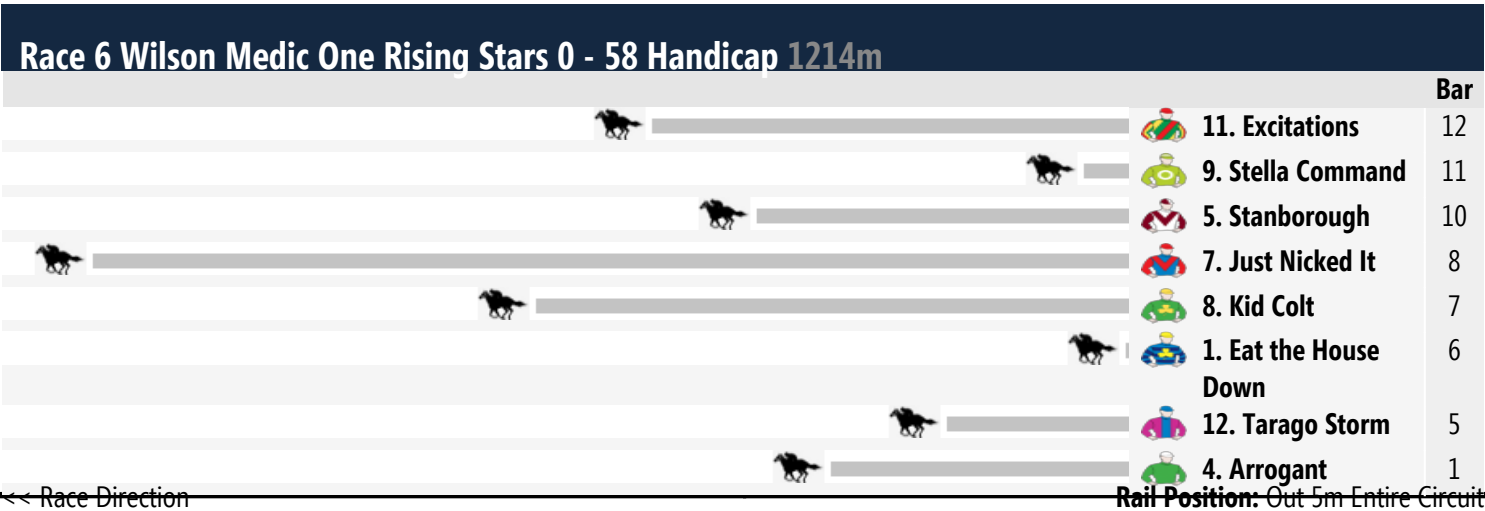 Race 6 Wilson Medic One Rising Stars 0 - 58 Handicap 1214m
Bar
11. Excitations 12
9. Stella Command 11
5. Stanborough 10
7. Just Nicked It 8
8. Kid Colt 7
1. Eat the House 6
Down
12. Tarago Storm 5
4. Arrogant 1
<< Race Direction Rail Position: Out 5m Entire Circuit